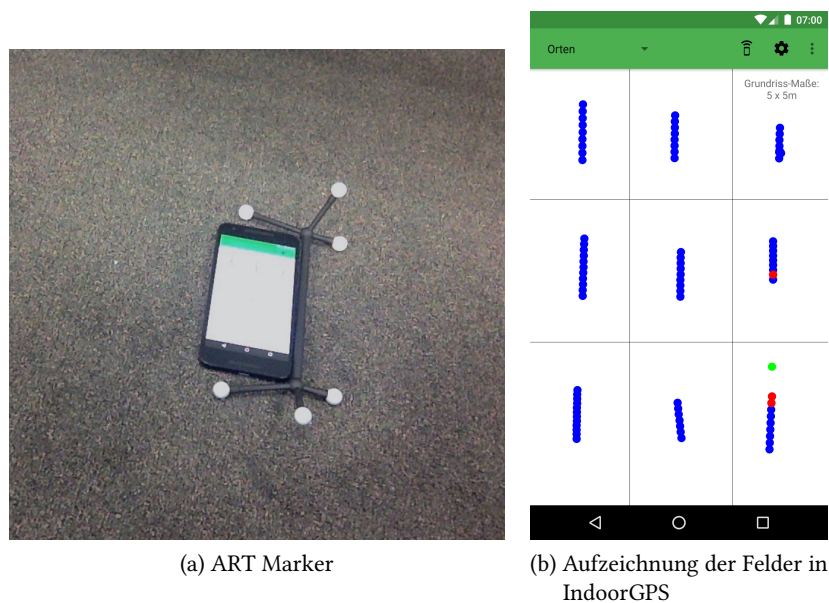 07:00
Orten
Grundriss-Maße:
5 x 5m
(a) ART Marker
(b) Aufzeichnung der Felder in
IndoorGPS